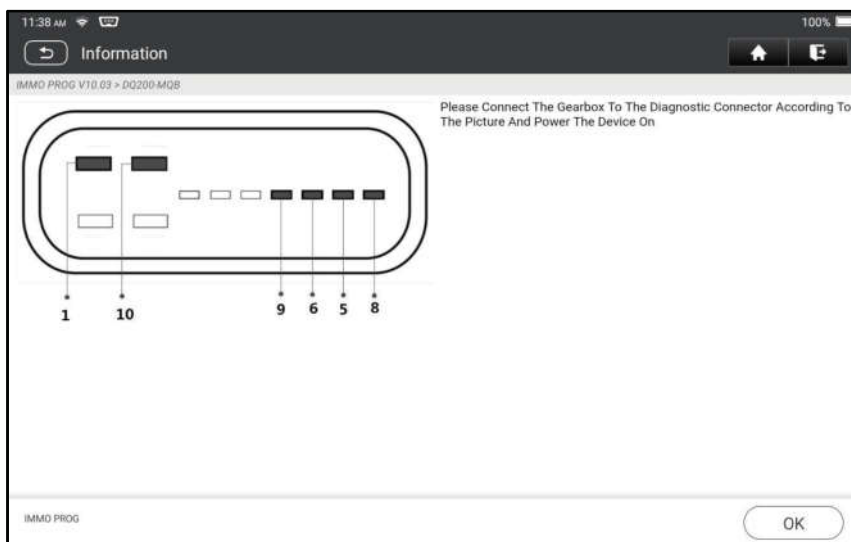 11:38 AM
100%
Information
IMMO PROG V10.03 > DQ200-MQB
Please Connect The Gearbox To The Diagnostic Connector According To
The Picture And Power The Device On
1 10 9 6 5 8
IMMO PROG
OK